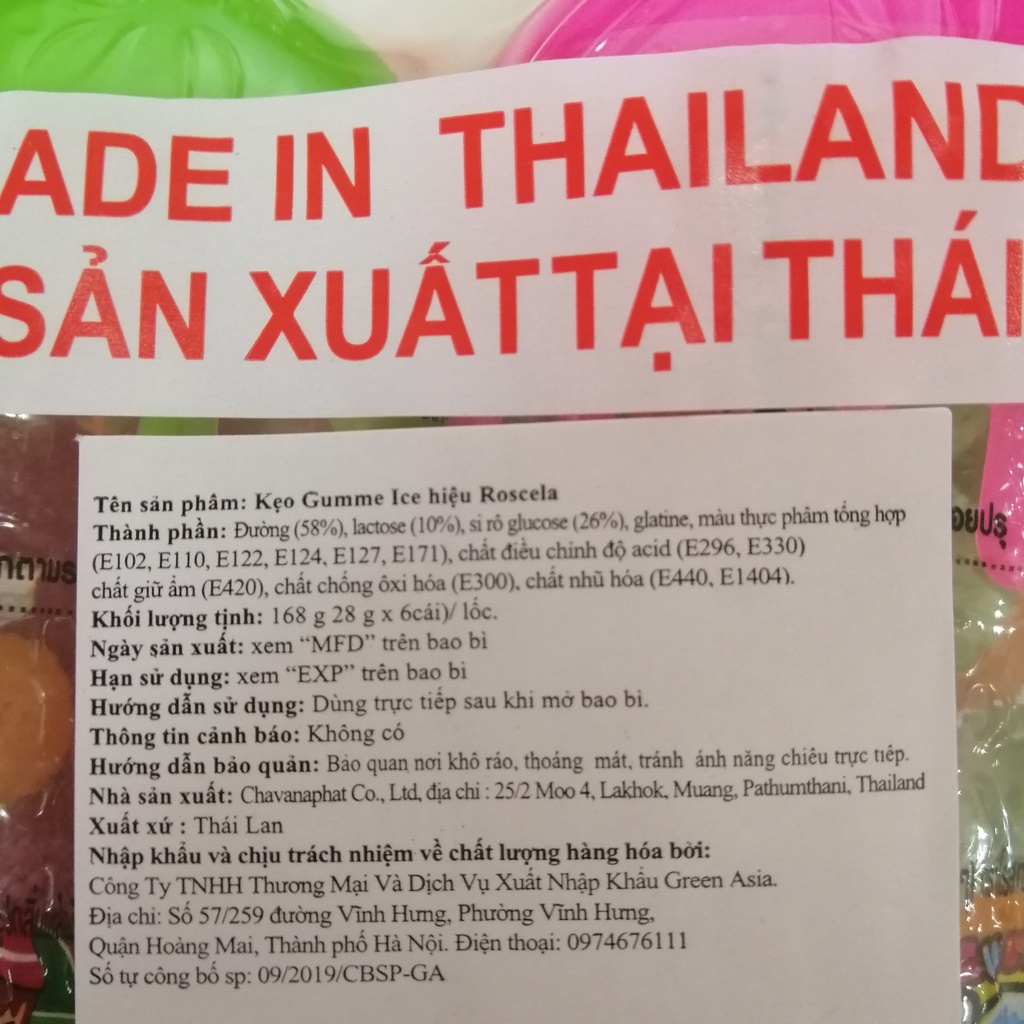 ADE IN THAILAND
SẢN XUẤT TẠI THÁI
Tên sản phẩm: Kẹo Gumme Ice hiệu Roscela
Thành phần: Đường (58%), lactose (10%), si rô glucose (26%), glatine, màu thực phẩm tổng hợp
(E102, E110, E122, E124, E127, E171), chất điều chỉnh độ acid (E296, E330)
chất giữ ẩm (E420), chất chống ôxi hóa (E300), chất nhũ hóa (E440, E1404).
Khối lượng tịnh: 168 g 28 g x 6cái)/ lốc.
Ngày sản xuất: xem “MFD” trên bao bì
Hạn sử dụng: xem “EXP” trên bao bì
Hướng dẫn sử dụng: Dùng trực tiếp sau khi mở bao bì.
Thông tin cảnh báo: Không có
Hướng dẫn bảo quản: Bảo quan nơi khô ráo, thoáng mát, tránh ánh nắng chiếu trực tiếp.
Nhà sản xuất: Chavanaphat Co., Ltd, địa chỉ : 25/2 Moo 4, Lakhok, Muang, Pathumthani, Thailand
Xuất xứ : Thái Lan
Nhập khẩu và chịu trách nhiệm về chất lượng hàng hóa bởi:
Công Ty TNHH Thương Mại Và Dịch Vụ Xuất Nhập Khẩu Green Asia.
Địa chỉ: Số 57/259 đường Vĩnh Hưng, Phường Vĩnh Hưng,
Quận Hoàng Mai, Thành phố Hà Nội. Điện thoại: 0974676111
Số tự công bố sp: 09/2019/CBSP-GA